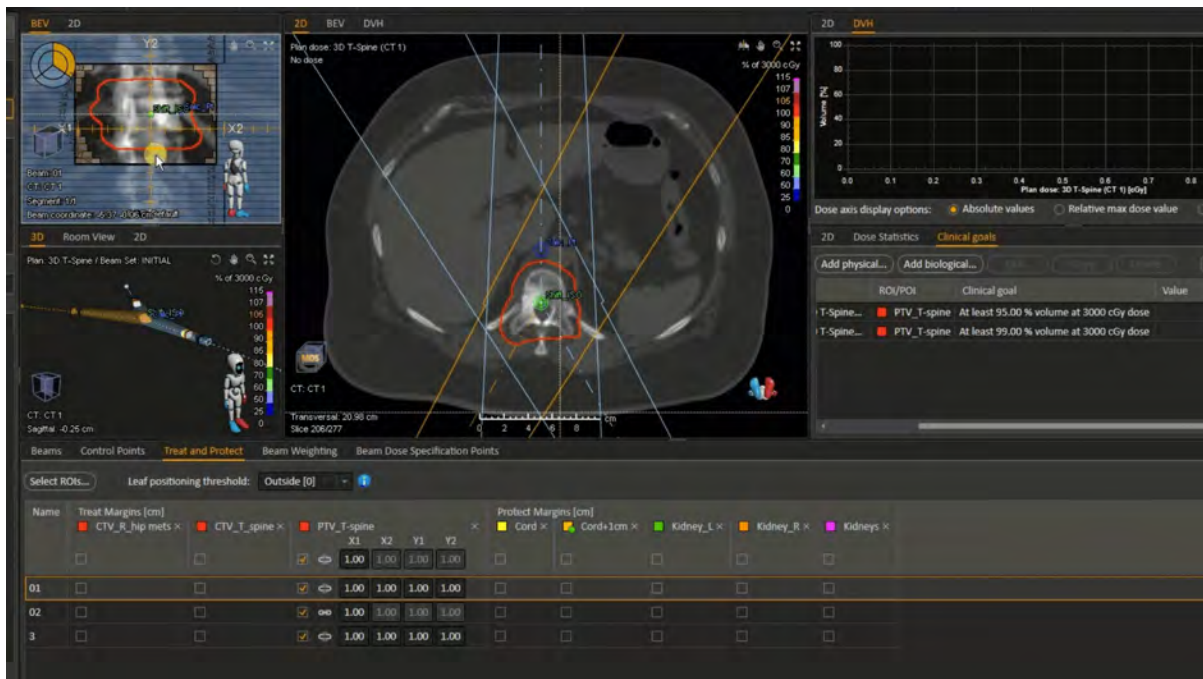 BEV 2D
Y2
X1
X2
Beam: 01
CT: CT 1
Segment: 1/1
3D Room View 2D
Plan: 3D T-Spine / Beam Set: INITIAL
% of 3000 cGy
115
107
105
100
90
85
80
70
60
50
25
0
CT: CT 1
Sagittal: -0.25 cm
2D BEV DVH
Plan dose: 3D T-Spine (CT 1)
No dose
% of 3000 cGy
115
107
105
100
90
85
80
70
60
50
25
0
CT: CT 1
Transversal: 20.98 cm
Slice 206/277
0 2 4 6 8 cm
2D DVH
100
80
60
40
20
0
Volume [%]
0.0 0.1 0.2 0.3 0.4 0.5 0.6 0.7 0.8
Plan dose: 3D T-Spine (CT 1) [cGy]
Dose axis display options: Absolute values Relative max dose value
2D Dose Statistics Clinical goals
Add physical... Add biological...
ROI/POI Clinical goal Value
T-Spine... PTV_T-spine At least 95.00 % volume at 3000 cGy dose
T-Spine... PTV_T-spine At least 99.00 % volume at 3000 cGy dose
Beams Control Points Treat and Protect Beam Weighting Beam Dose Specification Points
Select ROIs... Leaf positioning threshold: Outside [0]
Name Treat Margins [cm] Protect Margins [cm]
CTV_R_hip mets × CTV_T_spine × PTV_T-spine × Cord × Cord+1cm × Kidney_L × Kidney_R × Kidneys ×
X1 X2 Y1 Y2
1.00 1.00 1.00 1.00
01 1.00 1.00 1.00 1.00
02 1.00 1.00 1.00 1.00
3 1.00 1.00 1.00 1.00